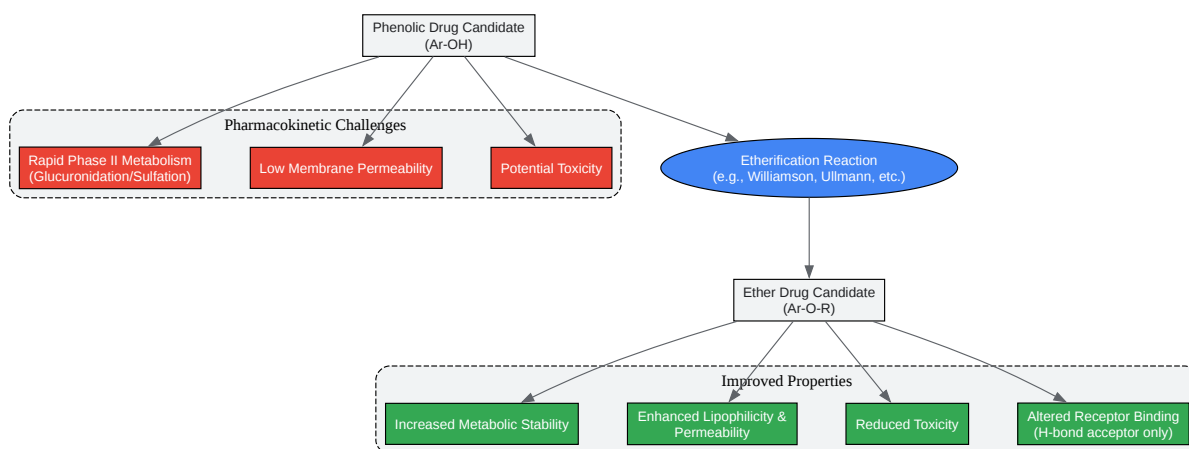 Phenolic Drug Candidate
(Ar-OH)
Pharmacokinetic Challenges
Rapid Phase II Metabolism
(Glucuronidation/Sulfation)
Low Membrane Permeability
Potential Toxicity
Etherification Reaction
(e.g., Williamson, Ullmann, etc.)
Ether Drug Candidate
(Ar-O-R)
Improved Properties
Increased Metabolic Stability
Enhanced Lipophilicity &
Permeability
Reduced Toxicity
Altered Receptor Binding
(H-bond acceptor only)